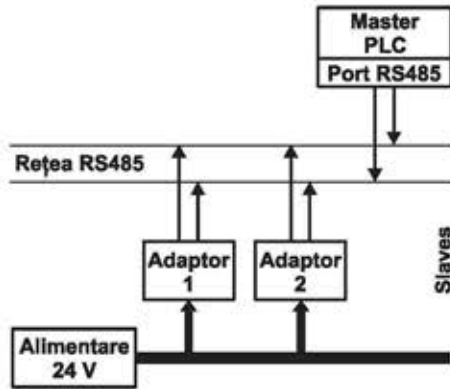 Master
PLC
Port RS485
Rețea RS485
Adaptor
1
Adaptor
2
Slaves
Alimentare
24 V